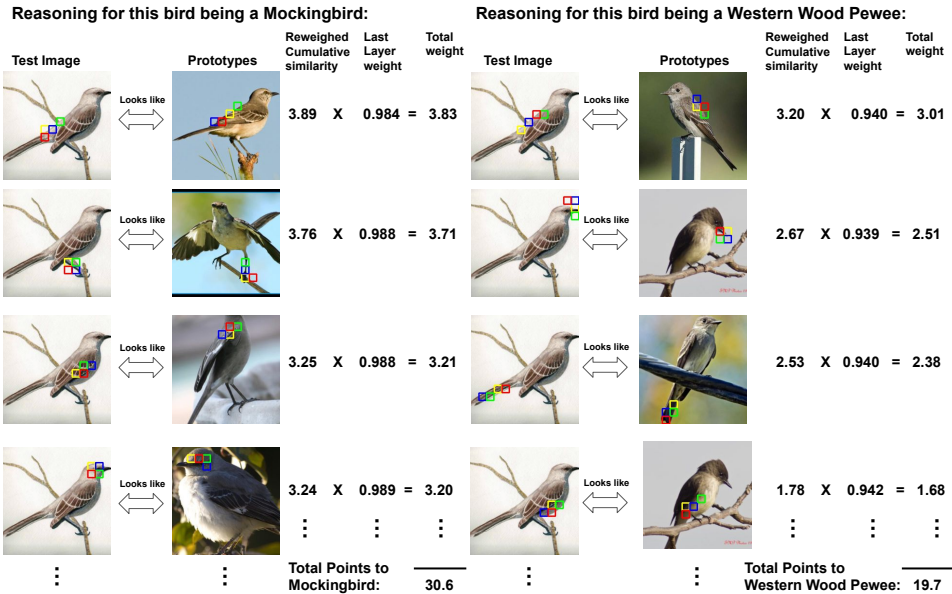 Reasoning for this bird being a Mockingbird:
Test Image
Prototypes
Reweighed
Cumulative
similarity
Last
Layer
weight
Total
weight
Looks like
3.89 X 0.984 = 3.83
Looks like
3.76 X 0.988 = 3.71
Looks like
3.25 X 0.988 = 3.21
Looks like
3.24 X 0.989 = 3.20
Total Points to
Mockingbird: 30.6
Reasoning for this bird being a Western Wood Pewee:
Test Image
Prototypes
Reweighed
Cumulative
similarity
Last
Layer
weight
Total
weight
Looks like
3.20 X 0.940 = 3.01
Looks like
2.67 X 0.939 = 2.51
Looks like
2.53 X 0.940 = 2.38
Looks like
1.78 X 0.942 = 1.68
Total Points to
Western Wood Pewee: 19.7